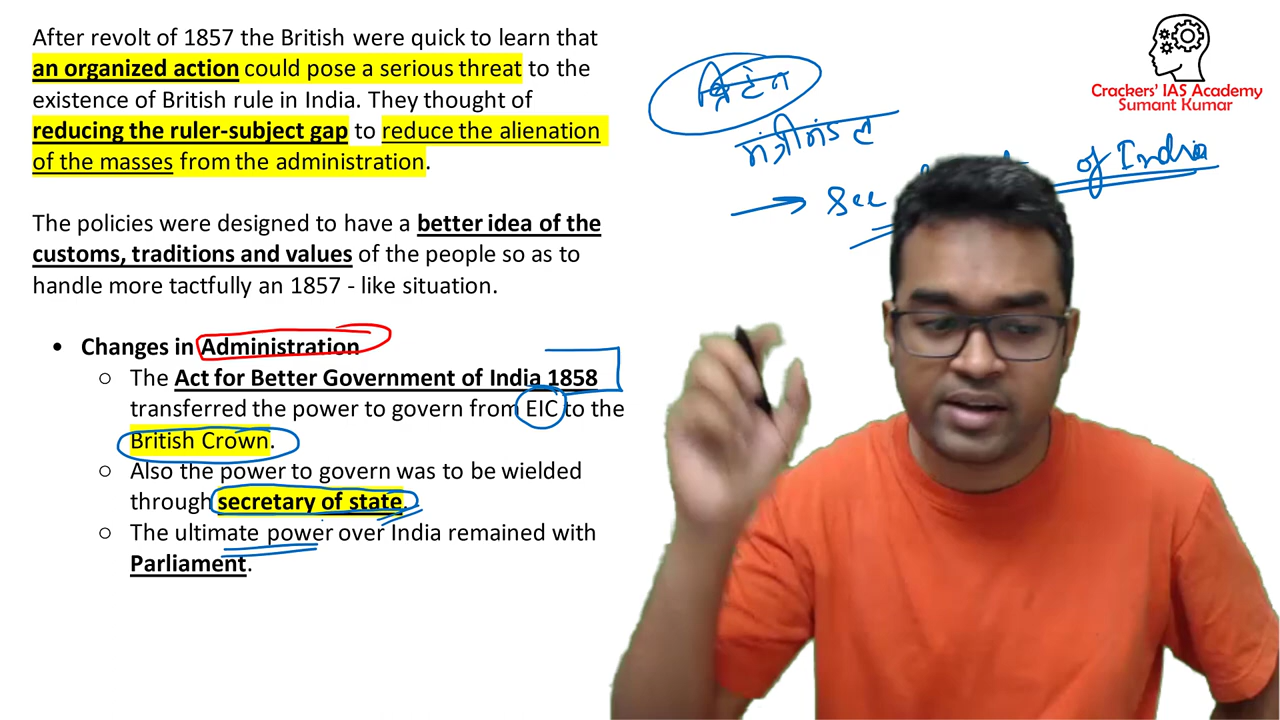 After revolt of 1857 the British were quick to learn that
an organized action could pose a serious threat to the
existence of British rule in India. They thought of
reducing the ruler-subject gap to reduce the alienation
of the masses from the administration.
The policies were designed to have a better idea of the
customs, traditions and values of the people so as to
handle more tactfully an 1857 - like situation.
• Changes in Administration
○ The Act for Better Government of India 1858
transferred the power to govern from EIC to the
British Crown.
○ Also the power to govern was to be wielded
through secretary of state.
○ The ultimate power over India remained with
Parliament.
ब्रिटेन
मंत्रीमंडल
→ See of India
Crackers' IAS Academy
Sumant Kumar